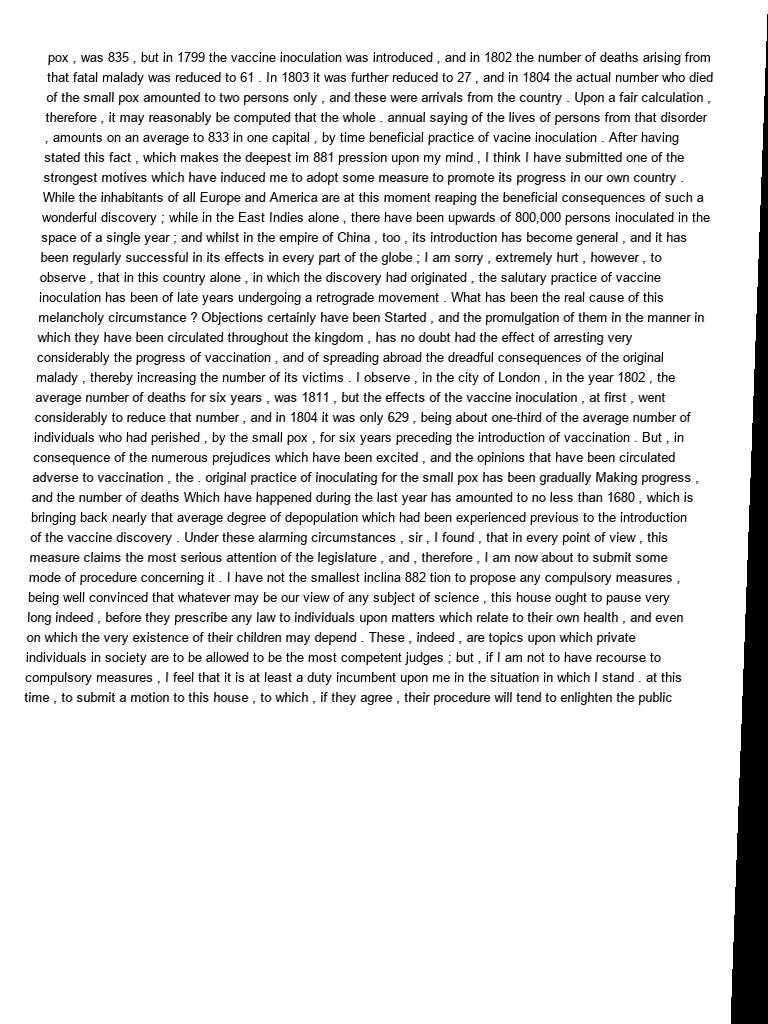 pox , was 835 , but in 1799 the vaccine inoculation was introduced , and in 1802 the number of deaths arising from
that fatal malady was reduced to 61 . In 1803 it was further reduced to 27 , and in 1804 the actual number who died
of the small pox amounted to two persons only , and these were arrivals from the country . Upon a fair calculation ,
therefore , it may reasonably be computed that the whole . annual saying of the lives of persons from that disorder
, amounts on an average to 833 in one capital , by time beneficial practice of vacine inoculation . After having
stated this fact , which makes the deepest im 881 pression upon my mind , I think I have submitted one of the
strongest motives which have induced me to adopt some measure to promote its progress in our own country .
While the inhabitants of all Europe and America are at this moment reaping the beneficial consequences of such a
wonderful discovery ; while in the East Indies alone , there have been upwards of 800,000 persons inoculated in the
space of a single year ; and whilst in the empire of China , too , its introduction has become general , and it has
been regularly successful in its effects in every part of the globe ; I am sorry , extremely hurt , however , to
observe , that in this country alone , in which the discovery had originated , the salutary practice of vaccine
inoculation has been of late years undergoing a retrograde movement . What has been the real cause of this
melancholy circumstance ? Objections certainly have been Started , and the promulgation of them in the manner in
which they have been circulated throughout the kingdom , has no doubt had the effect of arresting very
considerably the progress of vaccination , and of spreading abroad the dreadful consequences of the original
malady , thereby increasing the number of its victims . I observe , in the city of London , in the year 1802 , the
average number of deaths for six years , was 1811 , but the effects of the vaccine inoculation , at first , went
considerably to reduce that number , and in 1804 it was only 629 , being about one-third of the average number of
individuals who had perished , by the small pox , for six years preceding the introduction of vaccination . But , in
consequence of the numerous prejudices which have been excited , and the opinions that have been circulated
adverse to vaccination , the . original practice of inoculating for the small pox has been gradually Making progress ,
and the number of deaths Which have happened during the last year has amounted to no less than 1680 , which is
bringing back nearly that average degree of depopulation which had been experienced previous to the introduction
of the vaccine discovery . Under these alarming circumstances , sir , I found , that in every point of view , this
measure claims the most serious attention of the legislature , and , therefore , I am now about to submit some
mode of procedure concerning it . I have not the smallest inclina 882 tion to propose any compulsory measures ,
being well convinced that whatever may be our view of any subject of science , this house ought to pause very
long indeed , before they prescribe any law to individuals upon matters which relate to their own health , and even
on which the very existence of their children may depend . These , indeed , are topics upon which private
individuals in society are to be allowed to be the most competent judges ; but , if I am not to have recourse to
compulsory measures , I feel that it is at least a duty incumbent upon me in the situation in which I stand . at this
time , to submit a motion to this house , to which , if they agree , their procedure will tend to enlighten the public